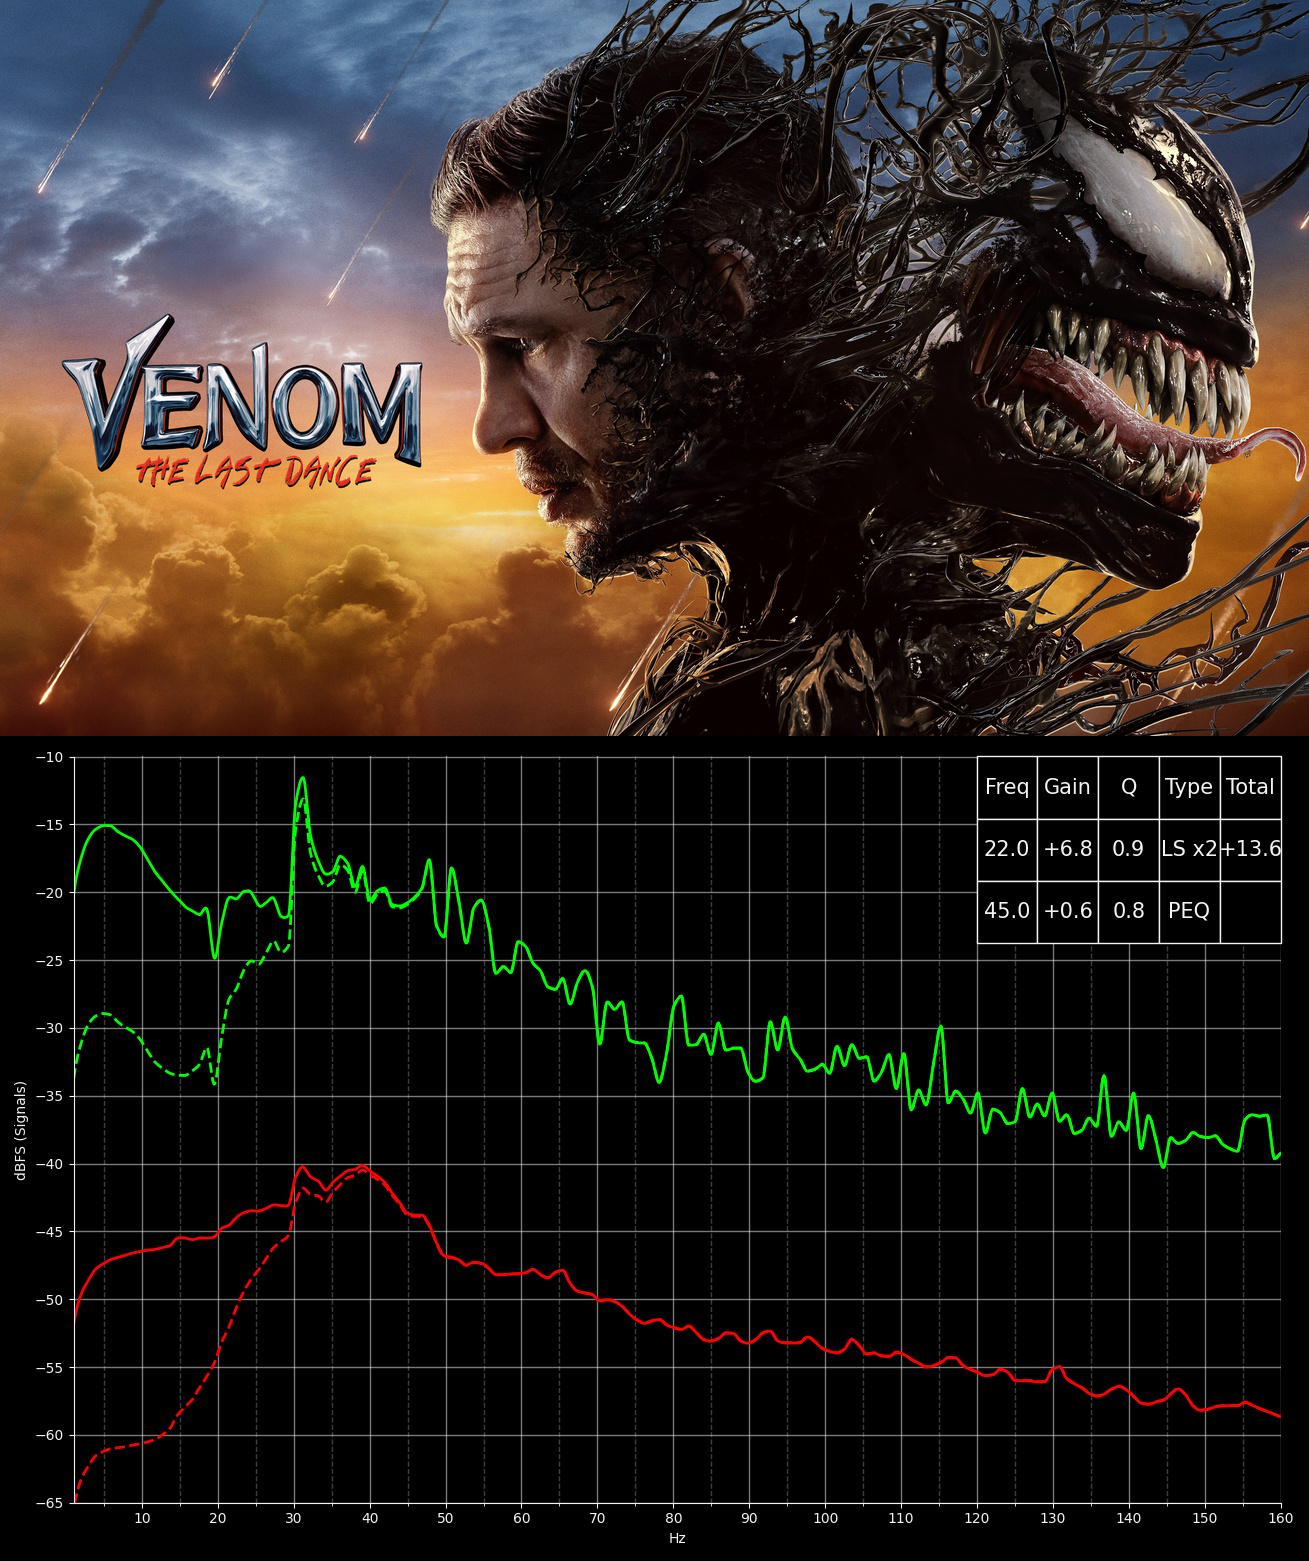 VENOM
THE LAST DANCE
Freq Gain Q Type Total
22.0 +6.8 0.9 LS x2 +13.6
45.0 +0.6 0.8 PEQ
−10
−15
−20
−25
−30
−35
−40
−45
−50
−55
−60
−65
dBFS (Signals)
10 20 30 40 50 60 70 80 90 100 110 120 130 140 150 160
Hz